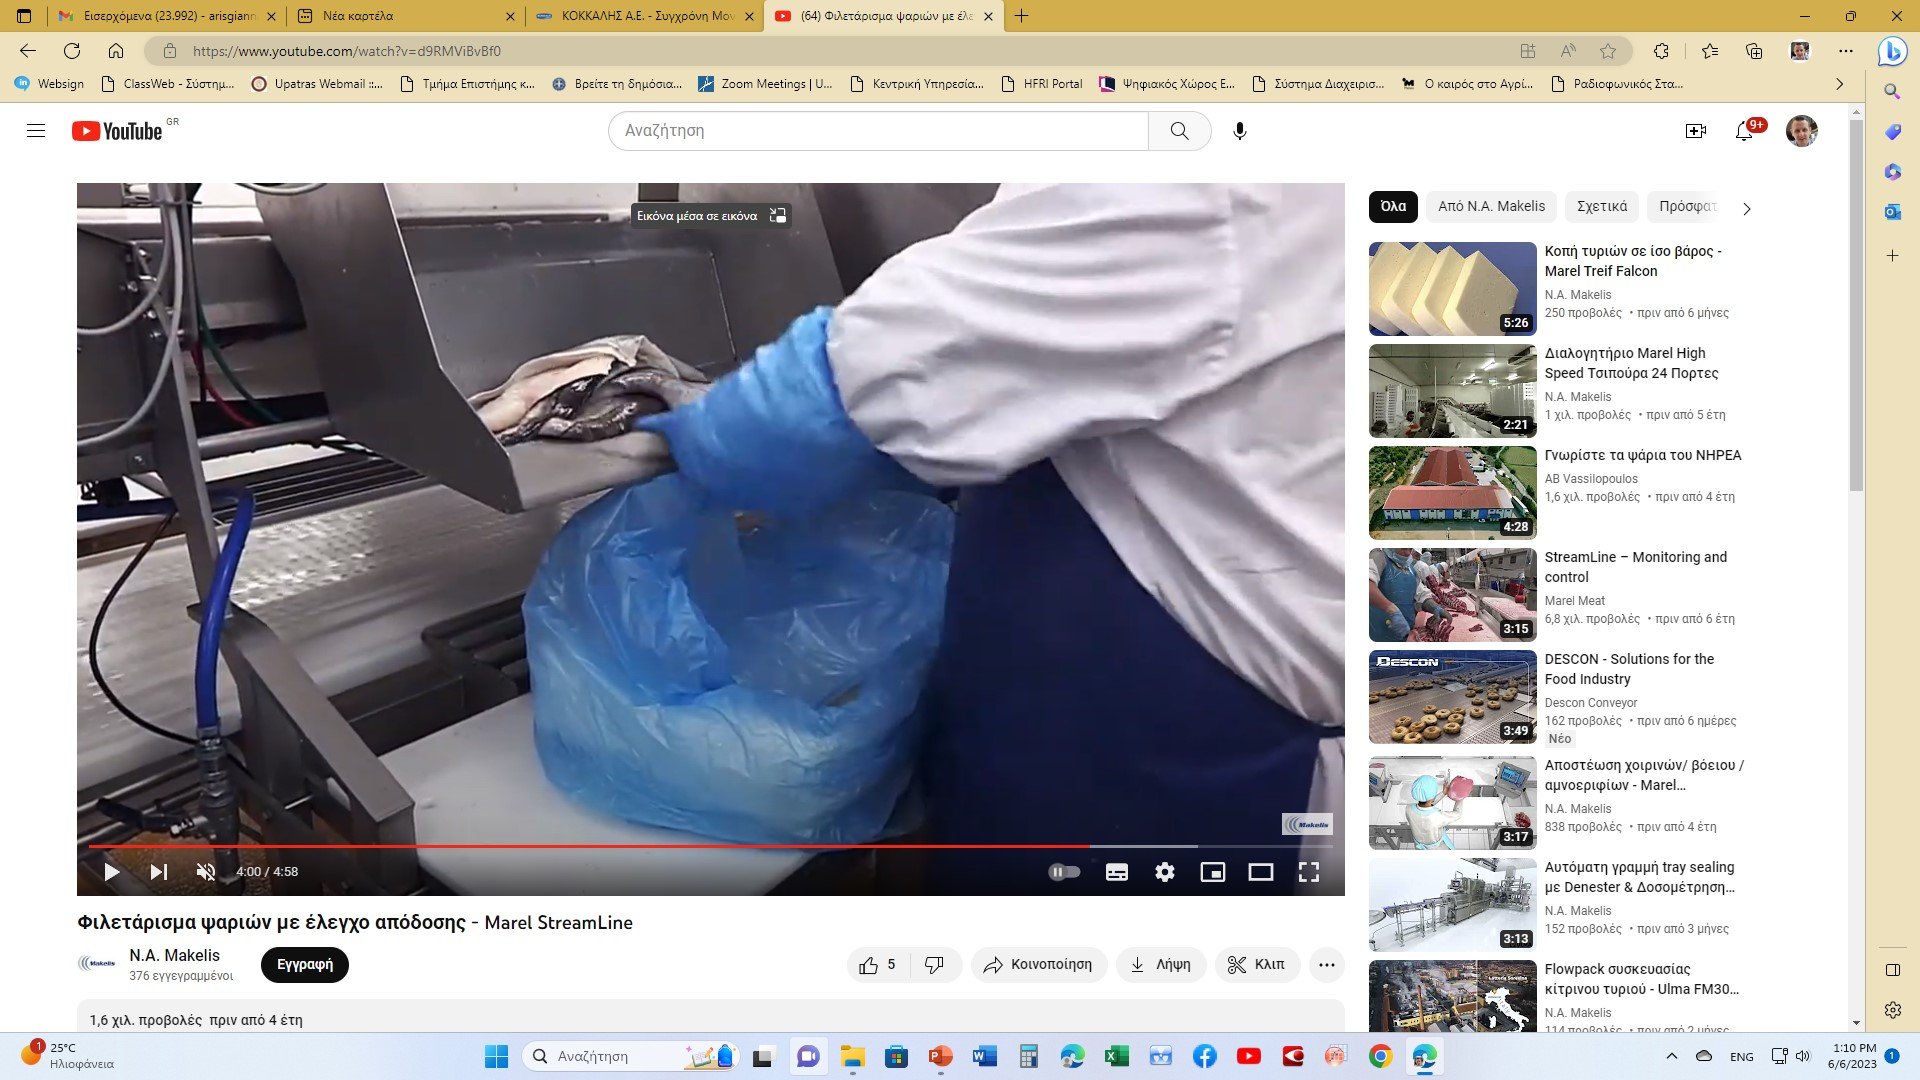 Εισερχόμενα (23.992) - arisgiann
Νέα καρτέλα
ΚΟΚΚΑΛΗΣ Α.Ε. - Συγχρόνη Μον
(64) Φιλετάρισμα ψαριών με έλε
https://www.youtube.com/watch?v=d9RMViBvBf0
Websign
ClassWeb - Σύστημ...
Upatras Webmail ::...
Τμήμα Επιστήμης κ...
Βρείτε τη δημόσια...
Zoom Meetings | U...
Κεντρική Υπηρεσία...
HFRI Portal
Ψηφιακός Χώρος Ε...
Σύστημα Διαχειρισ...
Ο καιρός στο Αγρί...
Ραδιοφωνικός Στα...
YouTube GR
Αναζήτηση
9+
Εικόνα μέσα σε εικόνα
Makelis
4:00 / 4:58
Φιλετάρισμα ψαριών με έλεγχο απόδοσης - Marel StreamLine
Makelis
N.A. Makelis
376 εγγεγραμμένοι
Εγγραφή
5
Κοινοποίηση
Λήψη
Κλιπ
1,6 χιλ. προβολές πριν από 4 έτη
Όλα
Από N.A. Makelis
Σχετικά
Πρόσφατ
Κοπή τυριών σε ίσο βάρος -
Marel Treif Falcon
N.A. Makelis
250 προβολές • πριν από 6 μήνες
5:26
Διαλογητήριο Marel High
Speed Τσιπούρα 24 Πορτες
N.A. Makelis
1 χιλ. προβολές • πριν από 5 έτη
2:21
Γνωρίστε τα ψάρια του ΝΗΡΕΑ
AB Vassilopoulos
1,6 χιλ. προβολές • πριν από 4 έτη
4:28
StreamLine – Monitoring and
control
Marel Meat
6,8 χιλ. προβολές • πριν από 6 έτη
3:15
DESCON
DESCON - Solutions for the
Food Industry
Descon Conveyor
162 προβολές • πριν από 6 ημέρες
Νέο
3:49
Αποστέωση χοιρινών/ βόειου /
αμνοεριφίων - Marel...
N.A. Makelis
838 προβολές • πριν από 4 έτη
3:17
Αυτόματη γραμμή tray sealing
με Denester & Δοσομέτρηση...
N.A. Makelis
152 προβολές • πριν από 3 μήνες
3:13
Flowpack συσκευασίας
κίτρινου τυριού - Ulma FM30...
N.A. Makelis
114 προβολές • πριν από 2 μήνες
1
25°C
Ηλιοφάνεια
Αναζήτηση
ENG
1:10 PM
6/6/2023
1